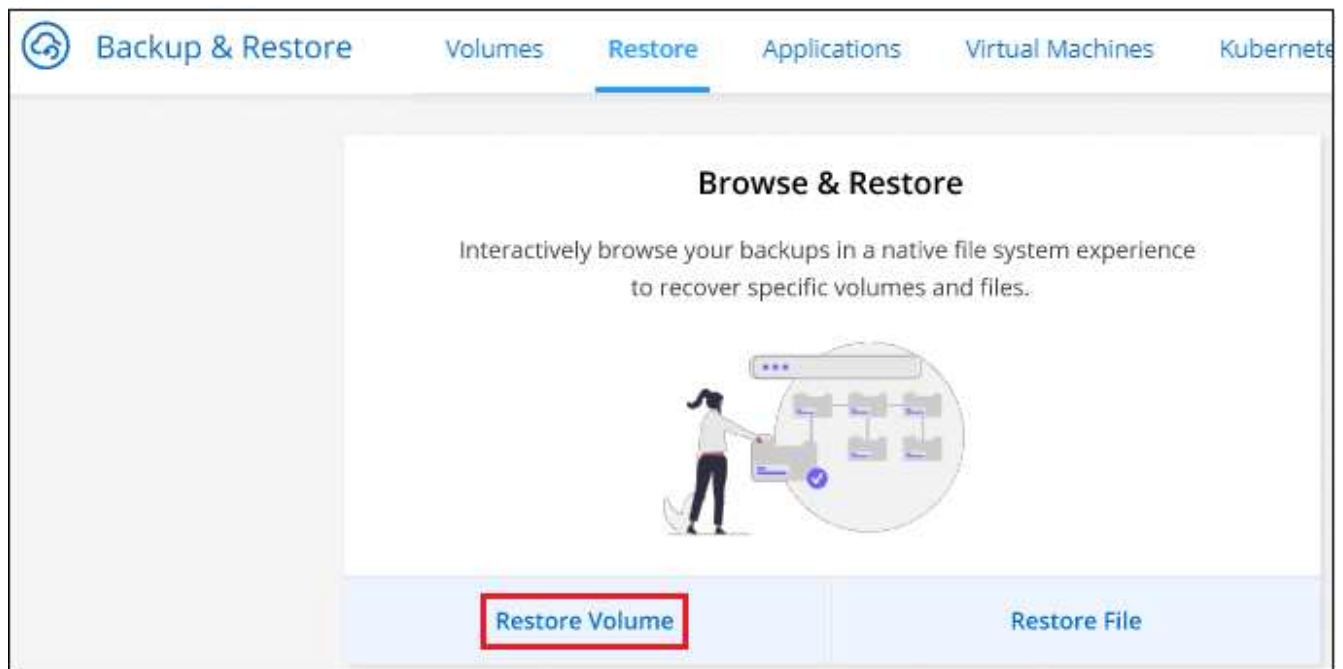 Backup & Restore Volumes Restore Applications Virtual Machines Kubernete
Browse & Restore
Interactively browse your backups in a native file system experience
to recover specific volumes and files.
Restore Volume Restore File